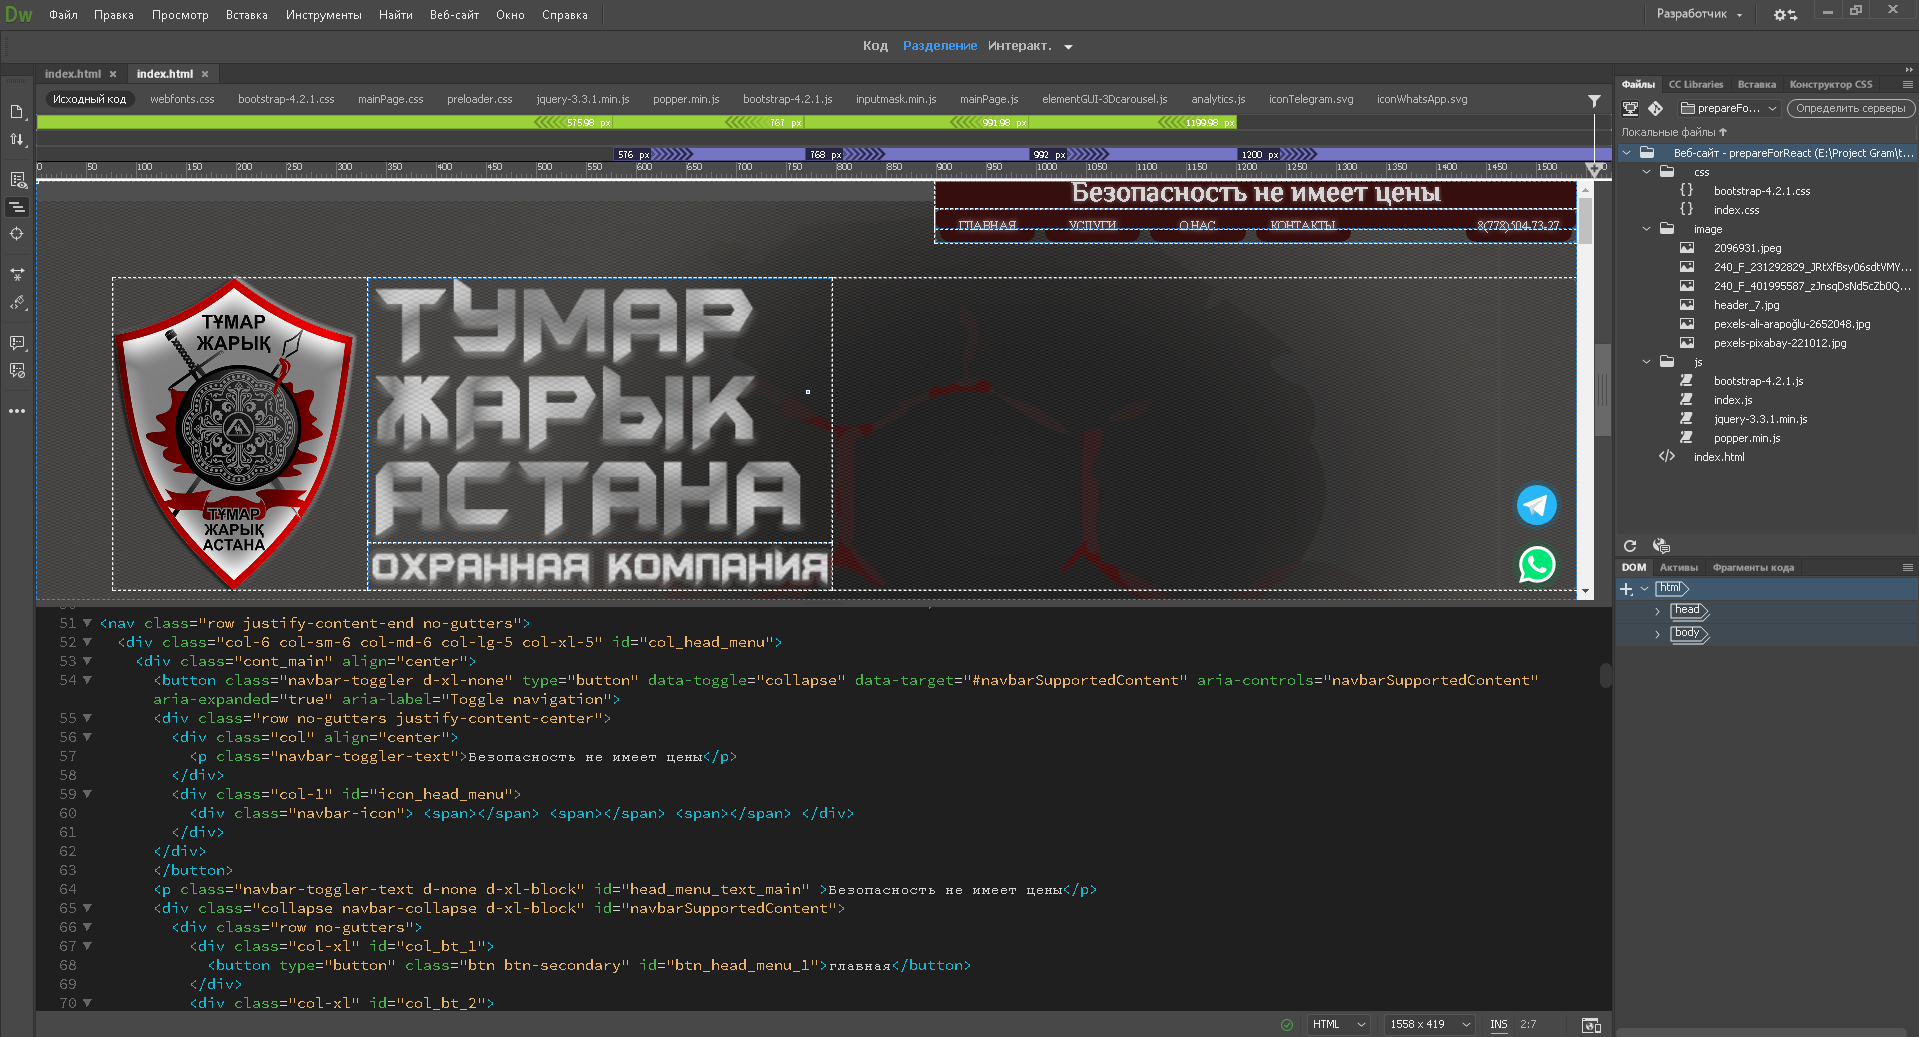 Dw Файл Правка Просмотр Вставка Инструменты Найти Веб-сайт Окно Справка Разработчик
Код Разделение Интеракт.
index.html × index.html ×
Исходный код webfonts.css bootstrap-4.2.1.css mainPage.css preloader.css jquery-3.3.1.min.js popper.min.js bootstrap-4.2.1.js inputmask.min.js mainPage.js elementGUI-3Dcarousel.js analytics.js iconTelegram.svg iconWhatsApp.svg
575.98 px 767 px 991.98 px 1199.98 px
576 px 768 px 992 px 1200 px
0 50 100 150 200 250 300 350 400 450 500 550 600 650 700 750 800 850 900 950 1000 1050 1100 1150 1200 1250 1300 1350 1400 1450 1500
Безопасность не имеет цены
ГЛАВНАЯ УСЛУГИ О НАС КОНТАКТЫ 8(778)504-73-27
ТҰМАР
ЖАРЫҚ
ТҰМАР
ЖАРЫҚ
АСТАНА
ТУМАР
ЖАРЫК
АСТАНА
ОХРАННАЯ КОМПАНИЯ
51 <nav class="row justify-content-end no-gutters">
52 <div class="col-6 col-sm-6 col-md-6 col-lg-5 col-xl-5" id="col_head_menu">
53 <div class="cont_main" align="center">
54 <button class="navbar-toggler d-xl-none" type="button" data-toggle="collapse" data-target="#navbarSupportedContent" aria-controls="navbarSupportedContent"
aria-expanded="true" aria-label="Toggle navigation">
55 <div class="row no-gutters justify-content-center">
56 <div class="col" align="center">
57 <p class="navbar-toggler-text">Безопасность не имеет цены</p>
58 </div>
59 <div class="col-1" id="icon_head_menu">
60 <div class="navbar-icon"> <span></span> <span></span> <span></span> </div>
61 </div>
62 </div>
63 </button>
64 <p class="navbar-toggler-text d-none d-xl-block" id="head_menu_text_main" >Безопасность не имеет цены</p>
65 <div class="collapse navbar-collapse d-xl-block" id="navbarSupportedContent">
66 <div class="row no-gutters">
67 <div class="col-xl" id="col_bt_1">
68 <button type="button" class="btn btn-secondary" id="btn_head_menu_1">главная</button>
69 </div>
70 <div class="col-xl" id="col_bt_2">
HTML 1558 x 419 INS 2:7
Файлы CC Libraries Вставка Конструктор CSS
prepareFo... Определить серверы
Локальные файлы
Веб-сайт - prepareForReact (E:\Project Gram\t...
css
bootstrap-4.2.1.css
index.css
image
2096931.jpeg
240_F_231292829_JRtXfBsy06sdtVMY...
240_F_401995587_zJnsqDsNd5cZb0Q...
header_7.jpg
pexels-ali-arapoğlu-2652048.jpg
pexels-pixabay-221012.jpg
js
bootstrap-4.2.1.js
index.js
jquery-3.3.1.min.js
popper.min.js
index.html
DOM Активы Фрагменты кода
html
head
body